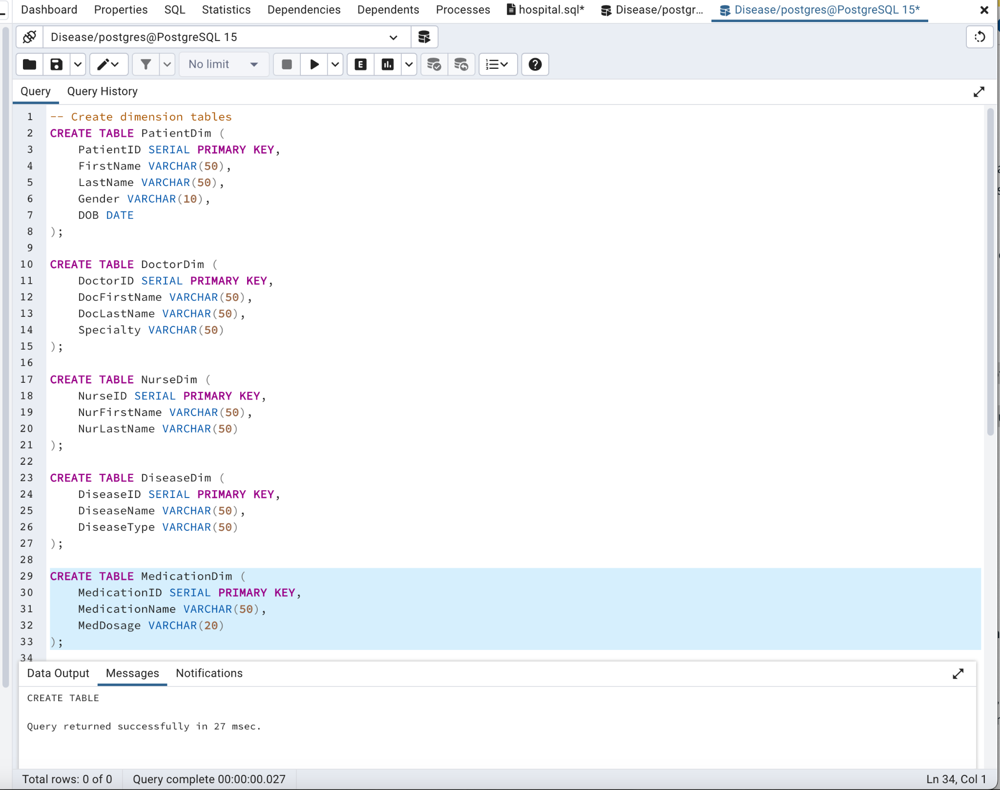 Dashboard Properties SQL Statistics Dependencies Dependents Processes hospital.sql* Disease/postgr... Disease/postgres@PostgreSQL 15*
Disease/postgres@PostgreSQL 15
No limit
E
Query Query History
1 -- Create dimension tables
2 CREATE TABLE PatientDim (
3 PatientID SERIAL PRIMARY KEY,
4 FirstName VARCHAR(50),
5 LastName VARCHAR(50),
6 Gender VARCHAR(10),
7 DOB DATE
8 );
9
10 CREATE TABLE DoctorDim (
11 DoctorID SERIAL PRIMARY KEY,
12 DocFirstName VARCHAR(50),
13 DocLastName VARCHAR(50),
14 Specialty VARCHAR(50)
15 );
16
17 CREATE TABLE NurseDim (
18 NurseID SERIAL PRIMARY KEY,
19 NurFirstName VARCHAR(50),
20 NurLastName VARCHAR(50)
21 );
22
23 CREATE TABLE DiseaseDim (
24 DiseaseID SERIAL PRIMARY KEY,
25 DiseaseName VARCHAR(50),
26 DiseaseType VARCHAR(50)
27 );
28
29 CREATE TABLE MedicationDim (
30 MedicationID SERIAL PRIMARY KEY,
31 MedicationName VARCHAR(50),
32 MedDosage VARCHAR(20)
33 );
34
Data Output Messages Notifications
CREATE TABLE
Query returned successfully in 27 msec.
Total rows: 0 of 0 Query complete 00:00:00.027 Ln 34, Col 1